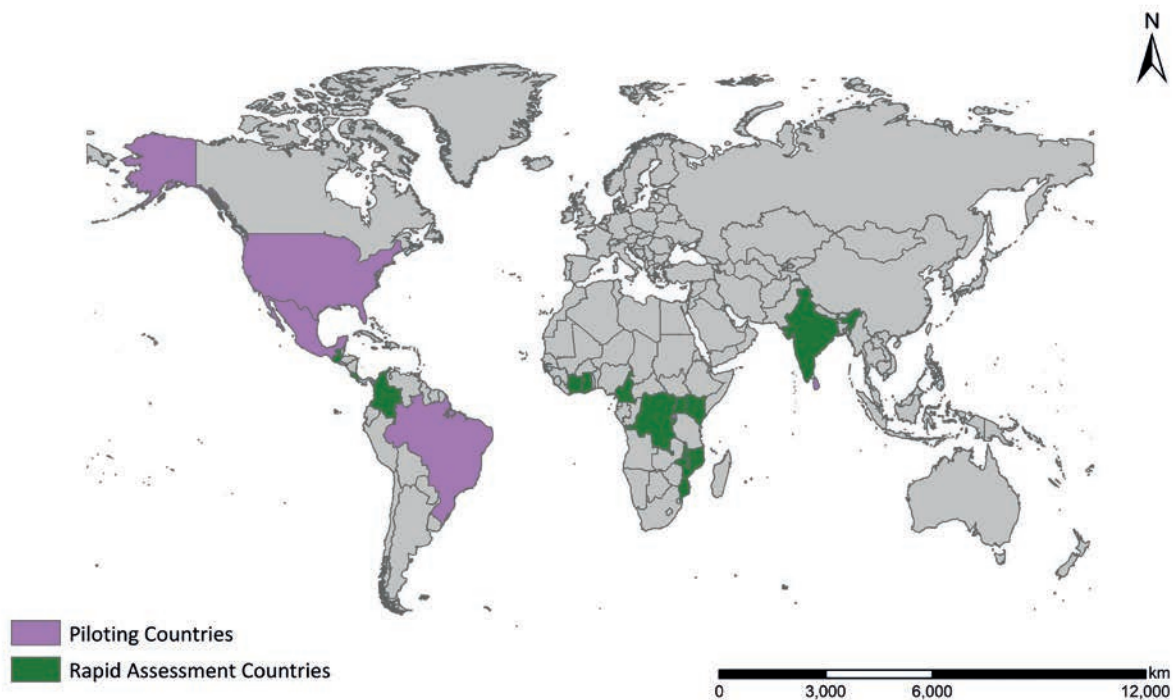 N
Piloting Countries
Rapid Assessment Countries
km
0 3,000 6,000 12,000